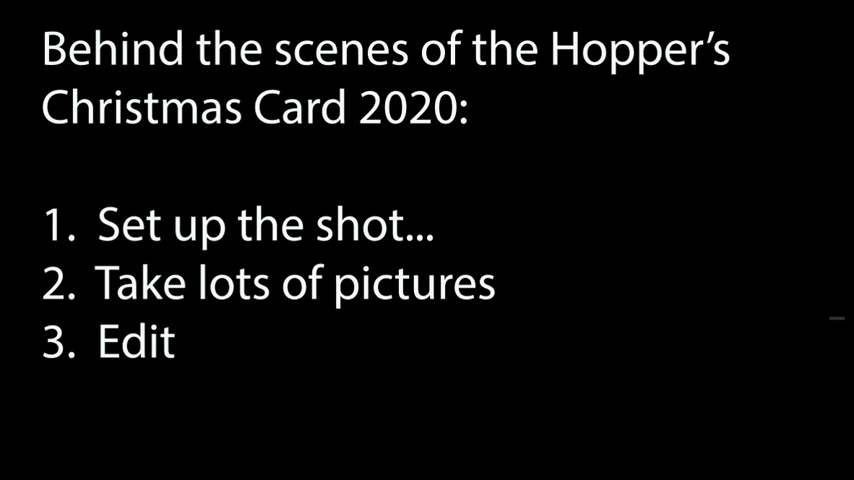 Behind the scenes of the Hopper’s
Christmas Card 2020:
1. Set up the shot...
2. Take lots of pictures
3. Edit